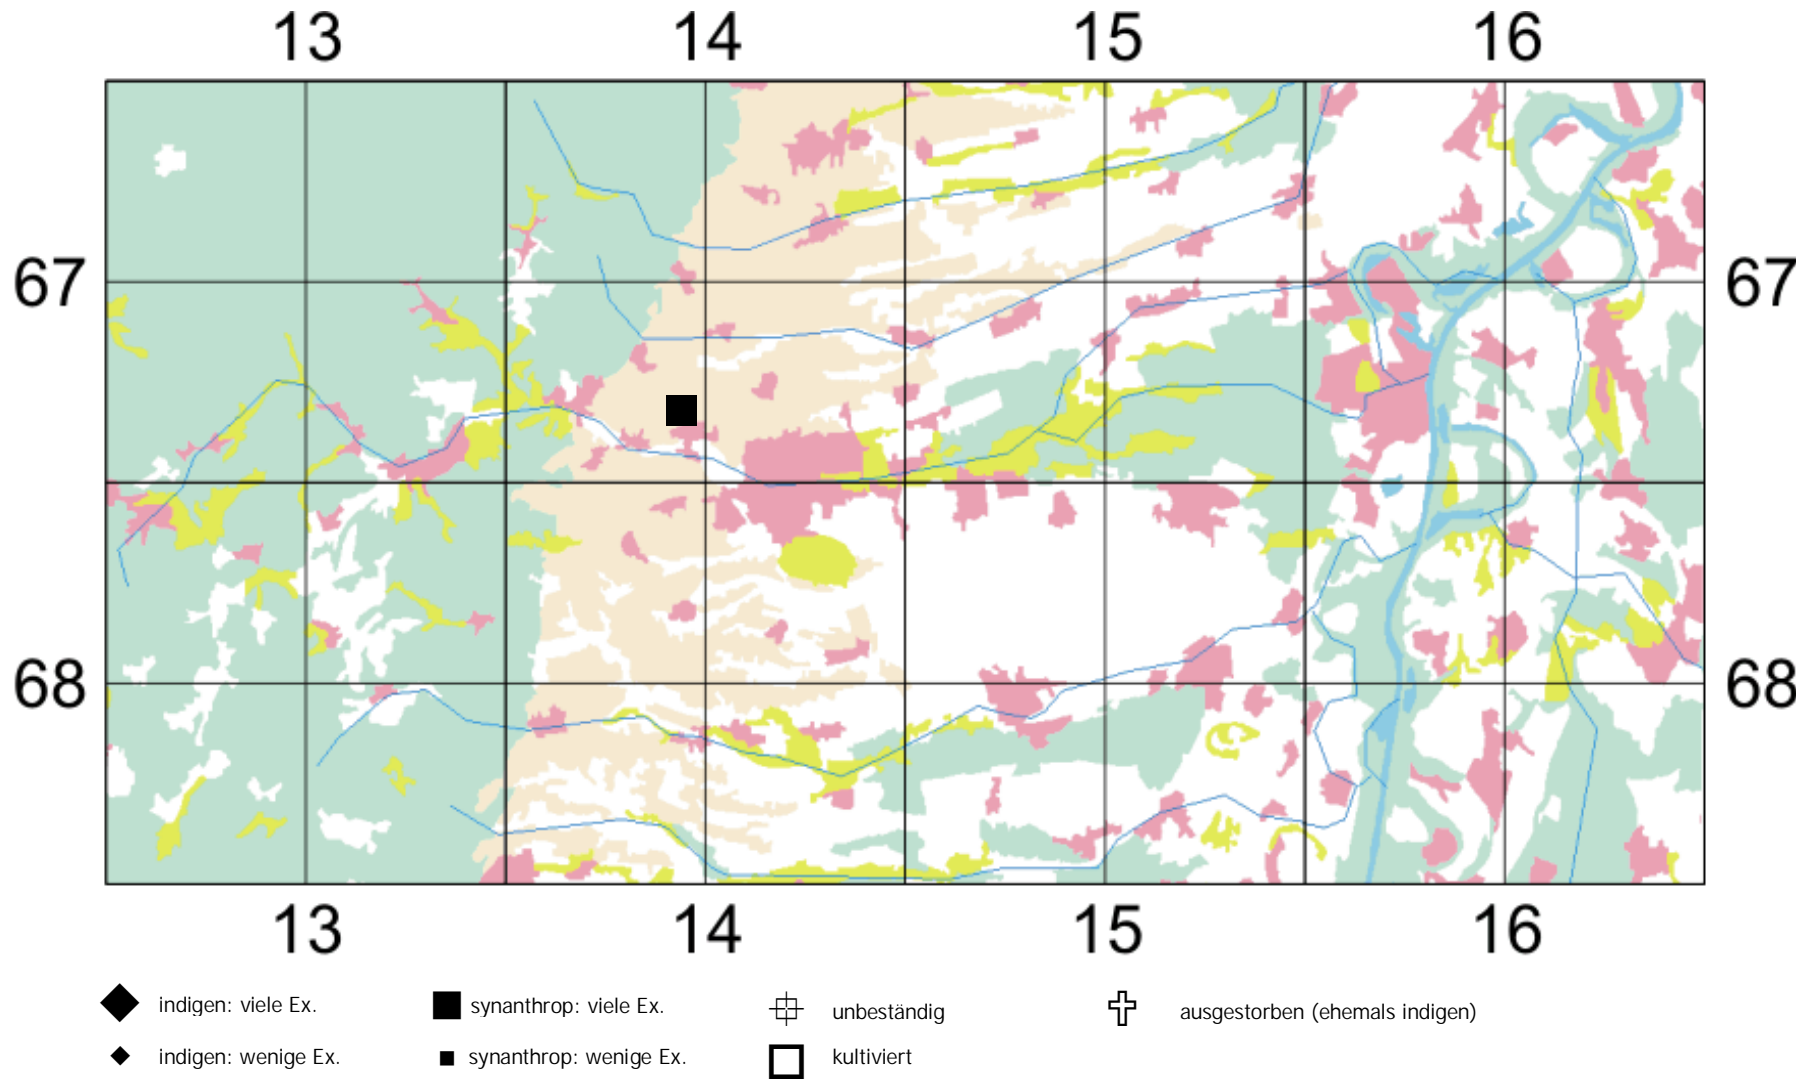 13 14 15 16
67 67
68 68
13 14 15 16
indigen: viele Ex. synanthrop: viele Ex. unbeständig ausgestorben (ehemals indigen)
indigen: wenige Ex. synanthrop: wenige Ex. kultiviert